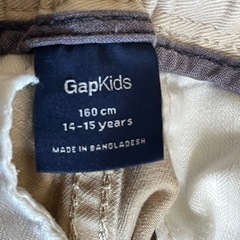 GapKids
160 cm
14-15 years
MADE IN BANGLADESH